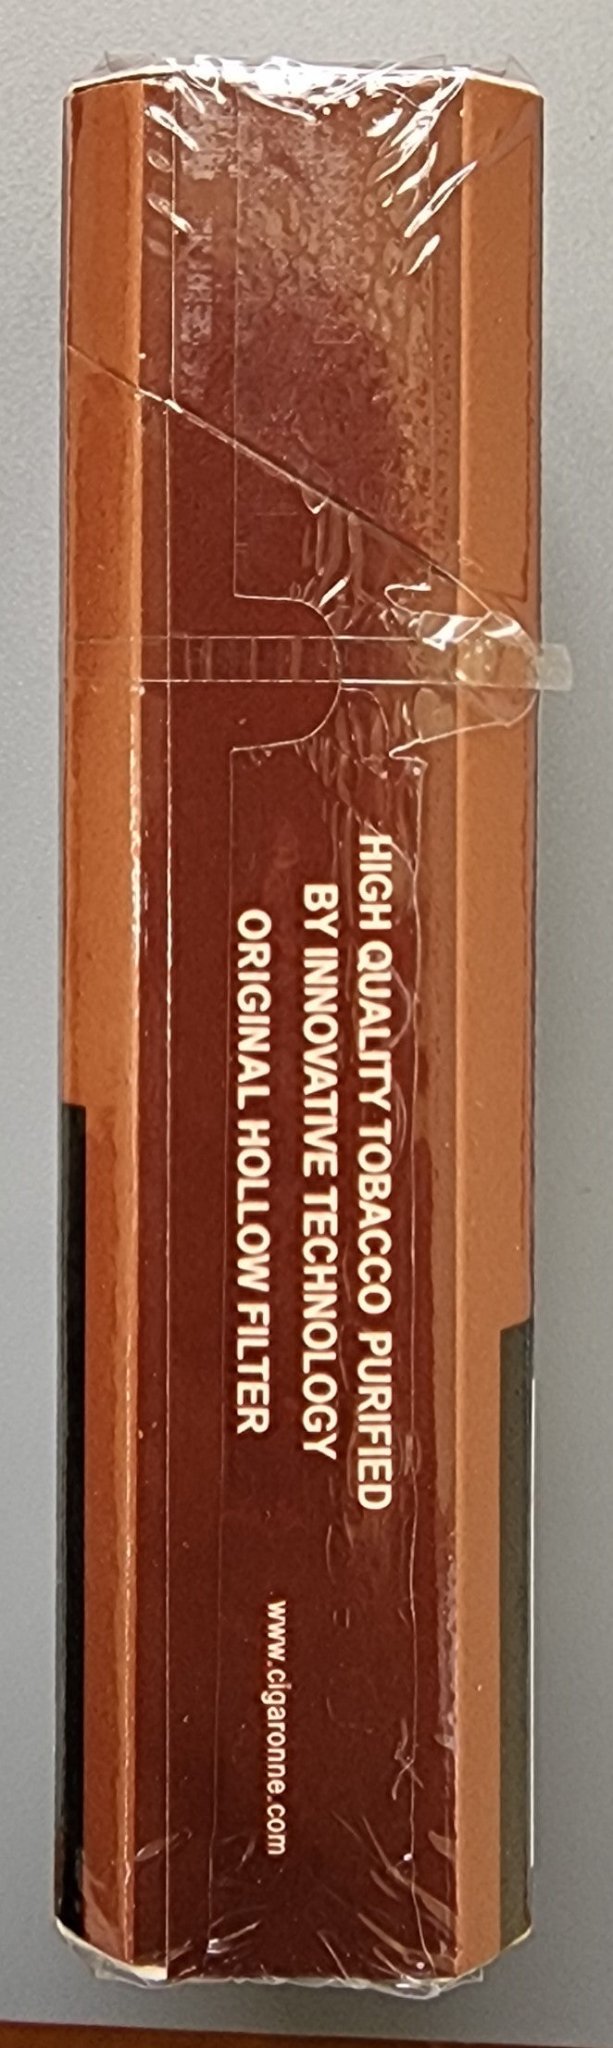 HIGH QUALITY TOBACCO PURIFIED
BY INNOVATIVE TECHNOLOGY
ORIGINAL HOLLOW FILTER
www.cigaronne.com